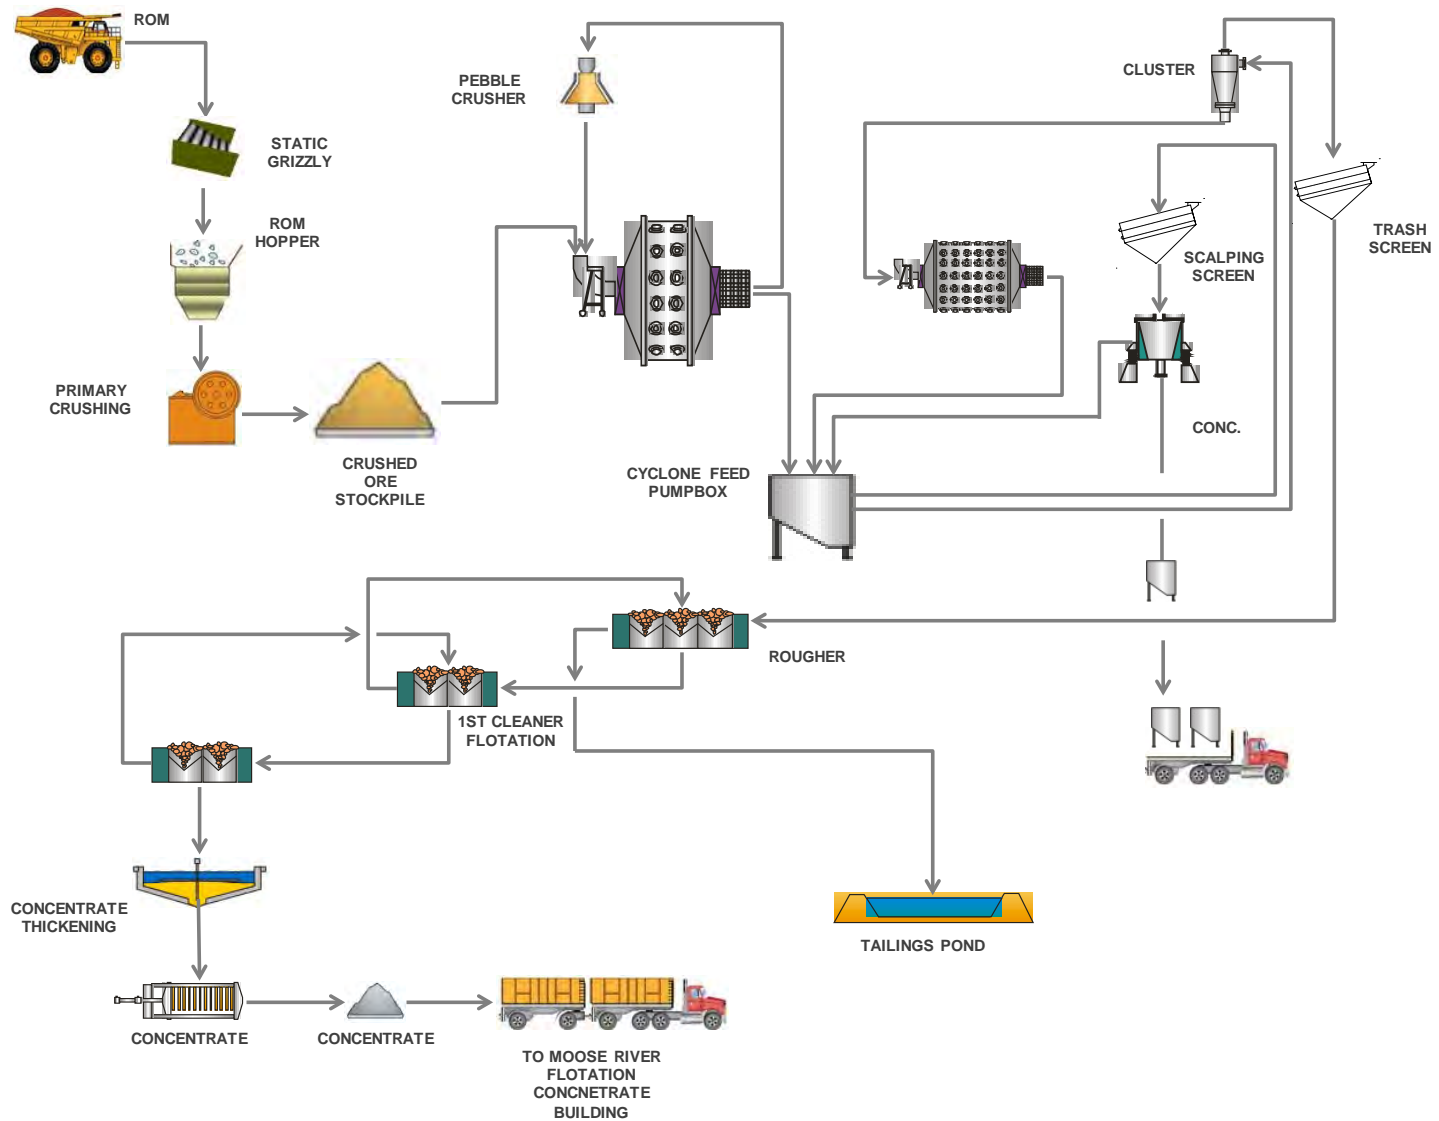 ROM
PEBBLE
CRUSHER
CLUSTER
STATIC
GRIZZLY
ROM
HOPPER
TRASH
SCREEN
SCALPING
SCREEN
PRIMARY
CRUSHING
CONC.
CRUSHED
ORE
STOCKPILE
CYCLONE FEED
PUMPBOX
ROUGHER
1ST CLEANER
FLOTATION
CONCENTRATE
THICKENING
TAILINGS POND
CONCENTRATE
CONCENTRATE
TO MOOSE RIVER
FLOTATION
CONCNETRATE
BUILDING